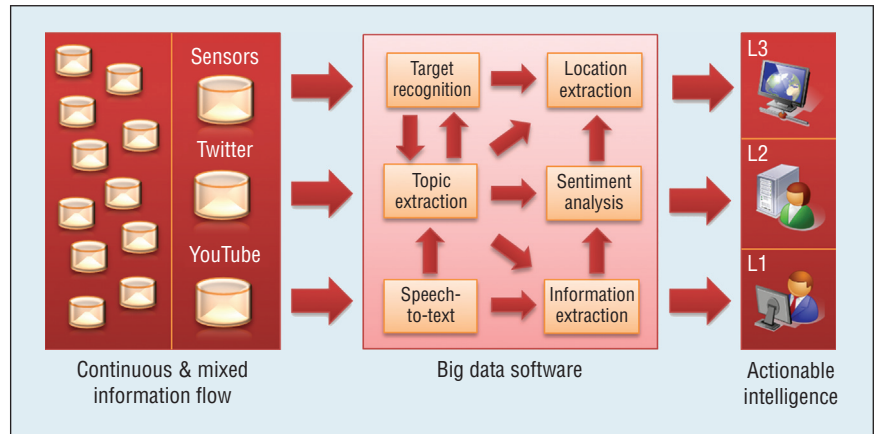 Sensors
Twitter
YouTube
Continuous & mixed
information flow
Target
recognition
Location
extraction
Topic
extraction
Sentiment
analysis
Speech-
to-text
Information
extraction
Big data software
L3
L2
L1
Actionable
intelligence